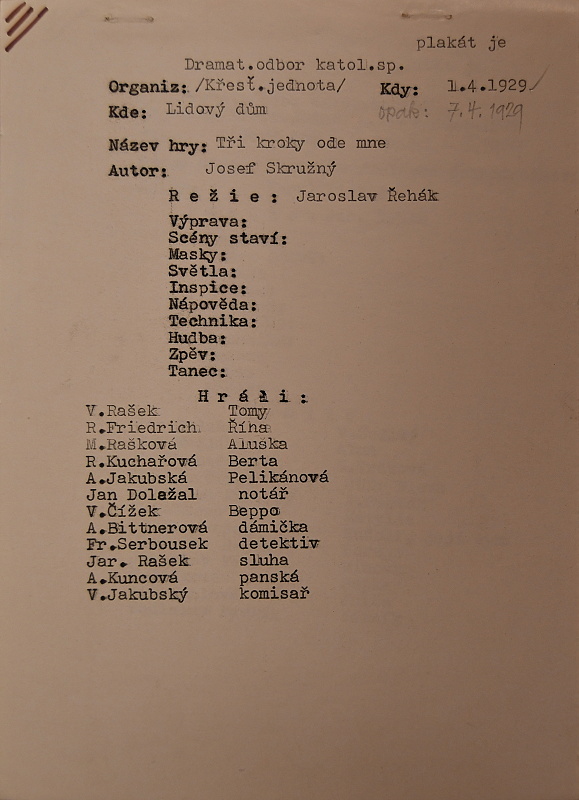 plakát je
Dramat.odbor katol.sp.
Organiz: /Křesť.jednota/ Kdy: 1.4.1929
Kde: Lidový dům opak: 7.4.1929
Název hry: Tři kroky ode mne
Autor: Josef Skružný
Režie: Jaroslav Řehák
Výprava:
Scény staví:
Masky:
Světla:
Inspice:
Nápověda:
Technika:
Hudba:
Zpěv:
Tanec:
Hráli:
V.Rašek Tomy
R.Friedrich Říha
M.Rašková Aluška
R.Kuchařová Berta
A.Jakubská Pelikánová
Jan Doležal notář
V.Čížek Beppo
A.Bittnerová dámička
Fr.Serbousek detektiv
Jar. Rašek sluha
A.Kuncová panská
V.Jakubský komisař